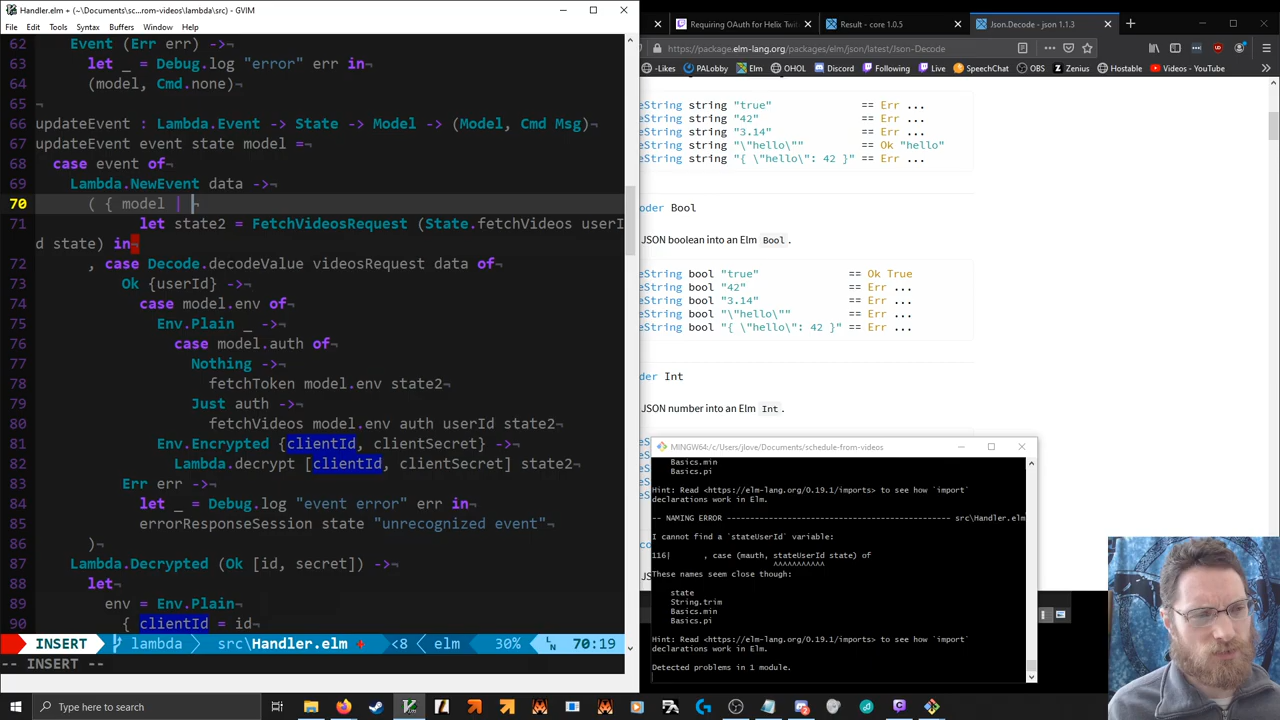 Handler.elm + (~\Documents\sc...rom-videos\lambda\src) - GVIM
File Edit Tools Syntax Buffers Window Help
62 Event (Err err) ->¬
63 let _ = Debug.log "error" err in¬
64 (model, Cmd.none)¬
65 ¬
66 updateEvent : Lambda.Event -> State -> Model -> (Model, Cmd Msg)¬
67 updateEvent event state model =¬
68 case event of¬
69 Lambda.NewEvent data ->¬
70 ( { model | ¬
71 let state2 = FetchVideosRequest (State.fetchVideos userI
d state) in¬
72 , case Decode.decodeValue videosRequest data of¬
73 Ok {userId} ->¬
74 case model.env of¬
75 Env.Plain _ ->¬
76 case model.auth of¬
77 Nothing ->¬
78 fetchToken model.env state2¬
79 Just auth ->¬
80 fetchVideos model.env auth userId state2¬
81 Env.Encrypted {clientId, clientSecret} ->¬
82 Lambda.decrypt [clientId, clientSecret] state2¬
83 Err err ->¬
84 let _ = Debug.log "event error" err in¬
85 errorResponseSession state "unrecognized event"¬
86 )¬
87 Lambda.Decrypted (Ok [id, secret]) ->¬
88 let¬
89 env = Env.Plain¬
90 { clientId = id¬
INSERT lambda src\Handler.elm + <8 elm 30% LN 70:19
-- INSERT --
Requiring OAuth for Helix Twi
Result - core 1.0.5
Json.Decode - json 1.1.3
https://package.elm-lang.org/packages/elm/json/latest/Json-Decode
-Likes PALobby Elm OHOL Discord Following Live SpeechChat OBS Zenius Hostable Videos - YouTube
eString string "true" == Err ...
eString string "42" == Err ...
eString string "3.14" == Err ...
eString string "\"hello\"" == Ok "hello"
eString string "{ \"hello\": 42 }" == Err ...
oder Bool
JSON boolean into an Elm Bool.
eString bool "true" == Ok True
eString bool "42" == Err ...
eString bool "3.14" == Err ...
eString bool "\"hello\"" == Err ...
eString bool "{ \"hello\": 42 }" == Err ...
der Int
JSON number into an Elm Int.
MINGW64:/c/Users/jlove/Documents/schedule-from-videos
Basics.min
Basics.pi
Hint: Read <https://elm-lang.org/0.19.1/imports> to see how `import`
declarations work in Elm.
-- NAMING ERROR ---------------------------------------------- src\Handler.elm
I cannot find a `stateUserId` variable:
116| , case (mauth, stateUserId state) of
^^^^^^^^^^^
These names seem close though:
state
String.trim
Basics.min
Basics.pi
Hint: Read <https://elm-lang.org/0.19.1/imports> to see how `import`
declarations work in Elm.
Detected problems in 1 module.
Type here to search